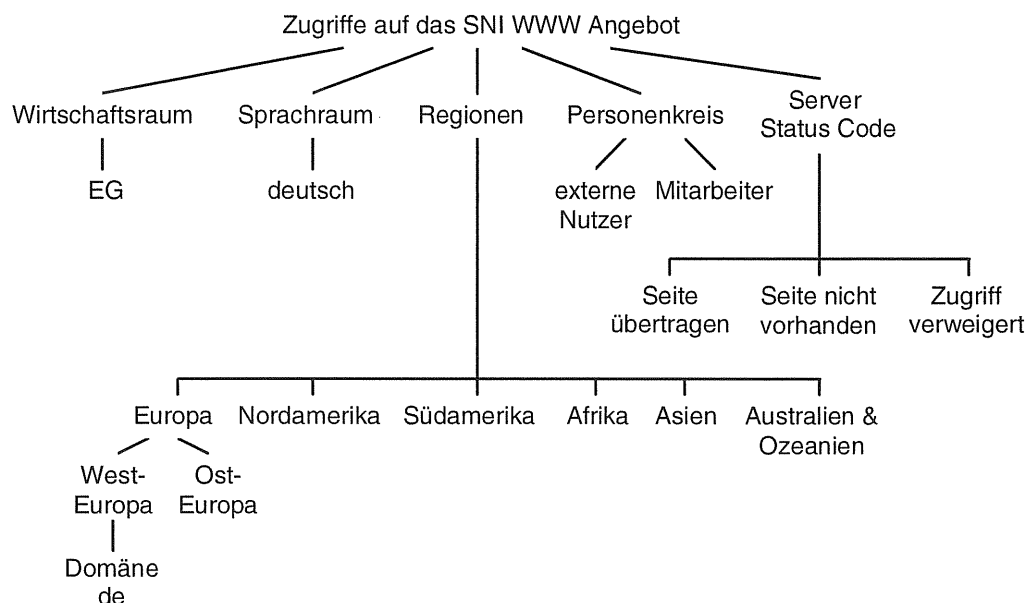 Zugriffe auf das SNI WWW Angebot
Wirtschaftsraum
Sprachraum
Regionen
Personenkreis
Server
Status Code
EG
deutsch
externe
Nutzer
Mitarbeiter
Seite
übertragen
Seite nicht
vorhanden
Zugriff
verweigert
Europa
Nordamerika
Südamerika
Afrika
Asien
Australien &
Ozeanien
West-
Europa
Ost-
Europa
Domäne
de